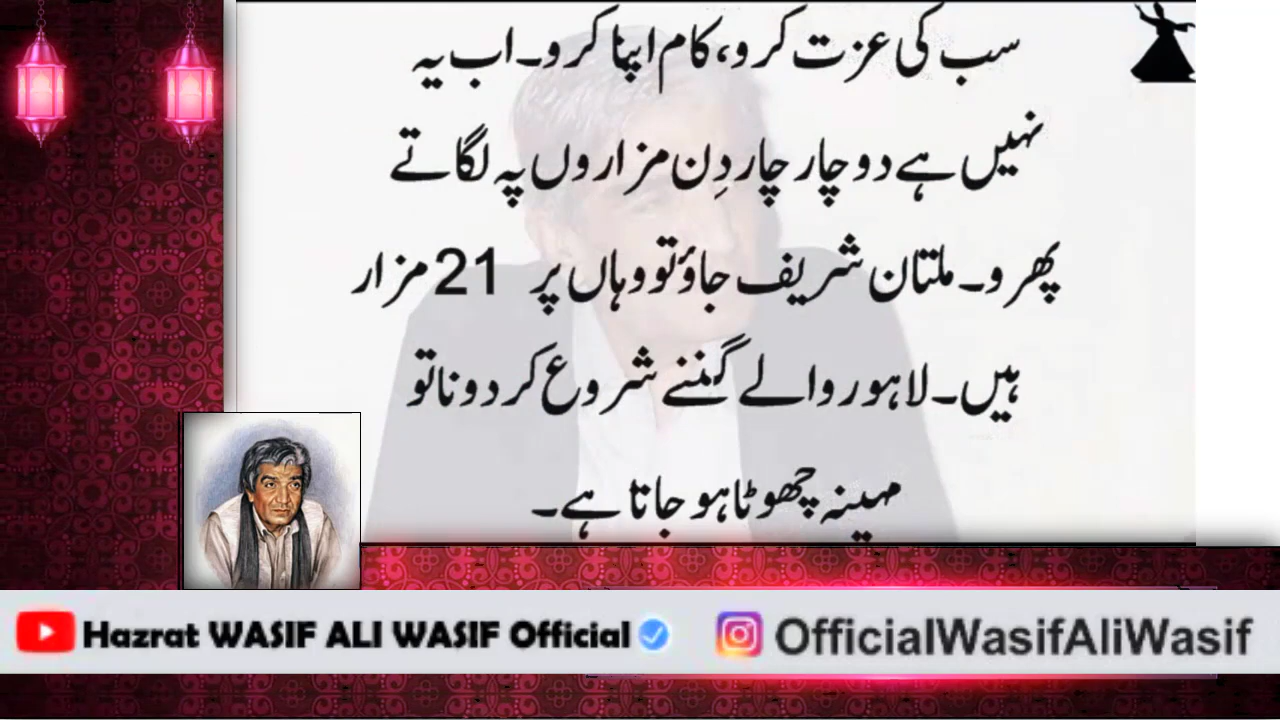 سب کی عزت کرو، کام اپنا کرو۔ اب یہ
نہیں ہے دو چار چار دِن مزاروں پہ لگاتے
پھرو۔ ملتان شریف جاؤ تو وہاں پر 21 مزار
ہیں۔ لاہور والے گننے شروع کر دو نا تو
مہینہ چھوٹا ہو جاتا ہے۔
Hazrat WASIF ALI WASIF Official
OfficialWasifAliWasif